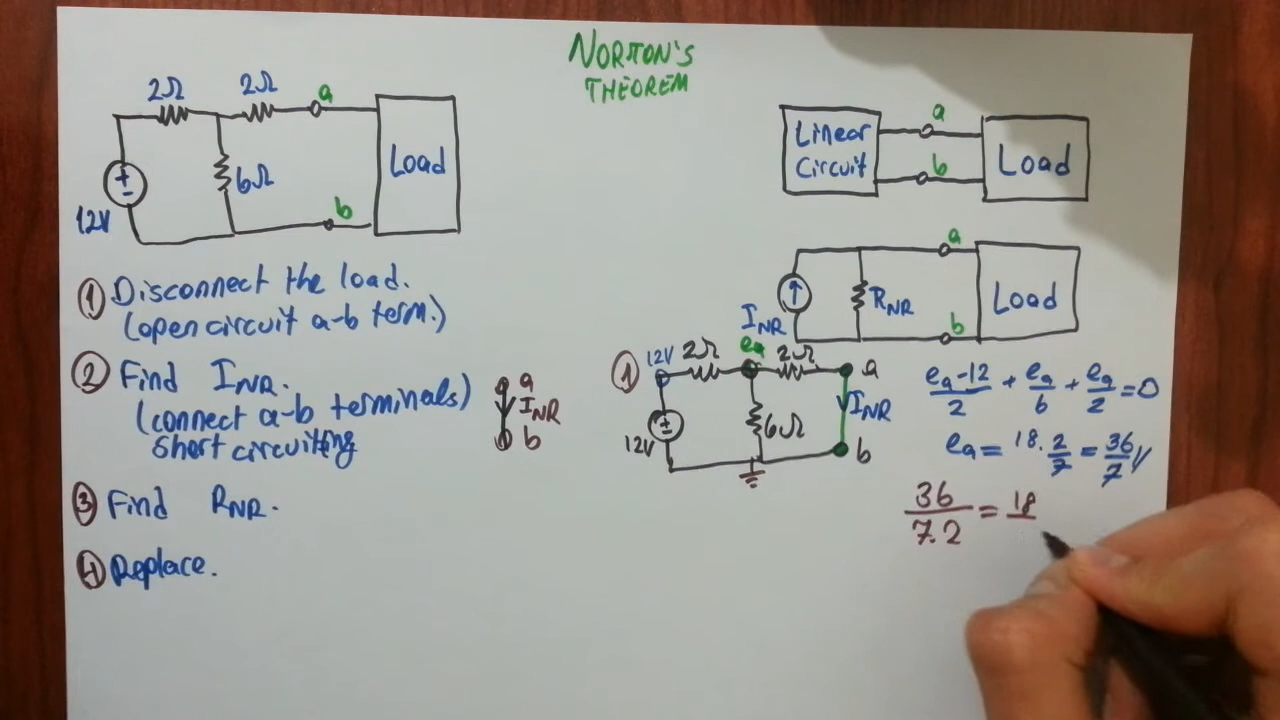 NORTON'S
THEOREM
2Ω 2Ω a
6Ω
12V
b
Load
Linear
Circuit
a
b
Load
a
INR
RNR
b
Load
① Disconnect the load.
(open circuit a-b term.)
② Find INR.
(connect a-b terminals)
short circuiting
a
INR
b
③ Find RNR.
④ Replace.
①
12V 2Ω ea 2Ω a
INR
6Ω
12V
b
ea-12/2 + ea/6 + ea/2 = 0
ea = 18.2/7 = 36/7 V
36/7.2 = 18